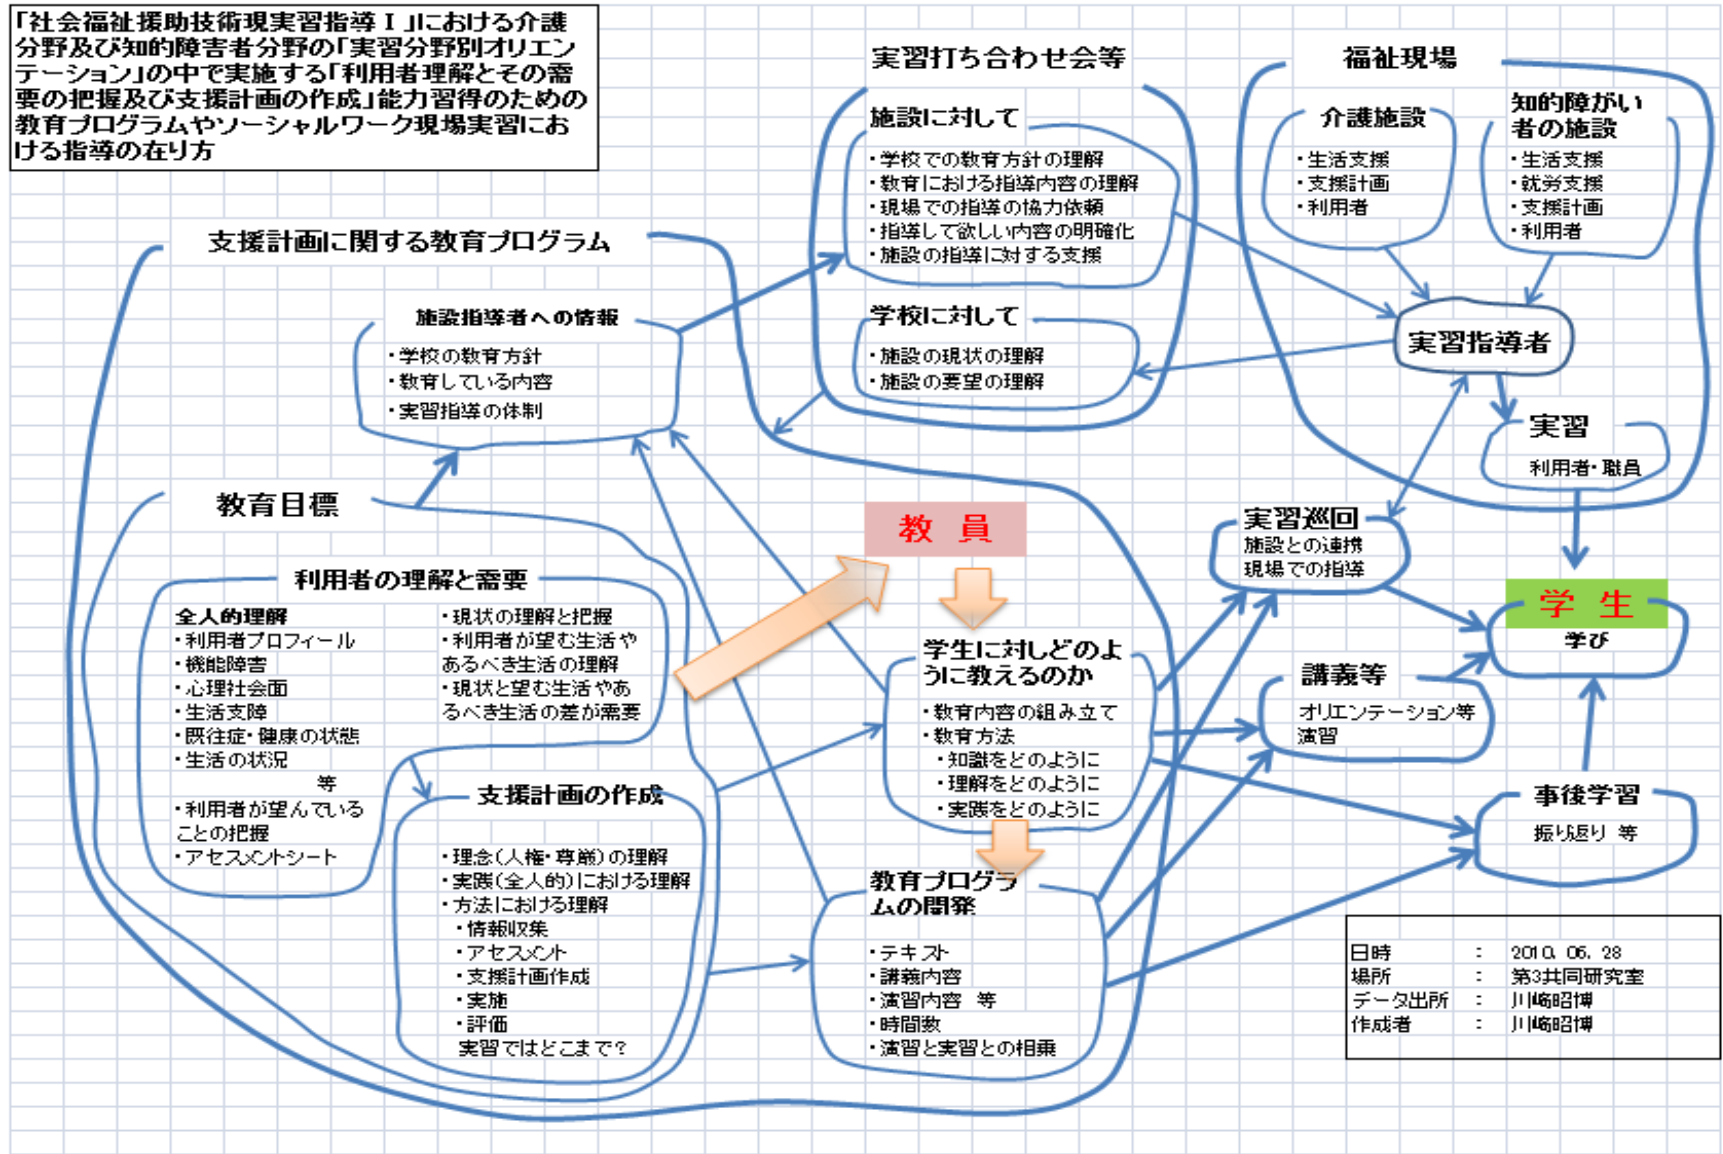 「社会福祉援助技術現実習指導Ⅰ」における介護
分野及び知的障害者分野の「実習分野別オリエン
テーション」の中で実施する「利用者理解とその需
要の把握及び支援計画の作成」能力習得のための
教育プログラムやソーシャルワーク現場実習にお
ける指導の在り方
実習打ち合わせ会等
施設に対して
・学校での教育方針の理解
・教育における指導内容の理解
・現場での指導の協力依頼
・指導して欲しい内容の明確化
・施設の指導に対する支援
学校に対して
・施設の現状の理解
・施設の要望の理解
福祉現場
介護施設
・生活支援
・支援計画
・利用者
知的障がい
者の施設
・生活支援
・就労支援
・支援計画
・利用者
実習指導者
実習
利用者・職員
支援計画に関する教育プログラム
施設指導者への情報
・学校の教育方針
・教育している内容
・実習指導の体制
教育目標
利用者の理解と需要
全人的理解
・利用者プロフィール
・機能障害
・心理社会面
・生活支障
・既往症・健康の状態
・生活の状況
等
・利用者が望んでいる
ことの把握
・アセスメントシート
・現状の理解と把握
・利用者が望む生活や
あるべき生活の理解
・現状と望む生活やあ
るべき生活の差が需要
支援計画の作成
・理念(人権・尊厳)の理解
・実践(全人的)における理解
・方法における理解
・情報収集
・アセスメント
・支援計画作成
・実施
・評価
実習ではどこまで？
教 員
学生に対しどのよ
うに教えるのか
・教育内容の組み立て
・教育方法
・知識をどのように
・理解をどのように
・実践をどのように
教育プログラ
ムの開発
・テキスト
・講義内容
・演習内容 等
・時間数
・演習と実習との相乗
実習巡回
施設との連携
現場での指導
講義等
オリエンテーション等
演習
学 生
学び
事後学習
振り返り 等
日時 ： 2010. 06. 28
場所 ： 第3共同研究室
データ出所 ： 川﨑昭博
作成者 ： 川﨑昭博